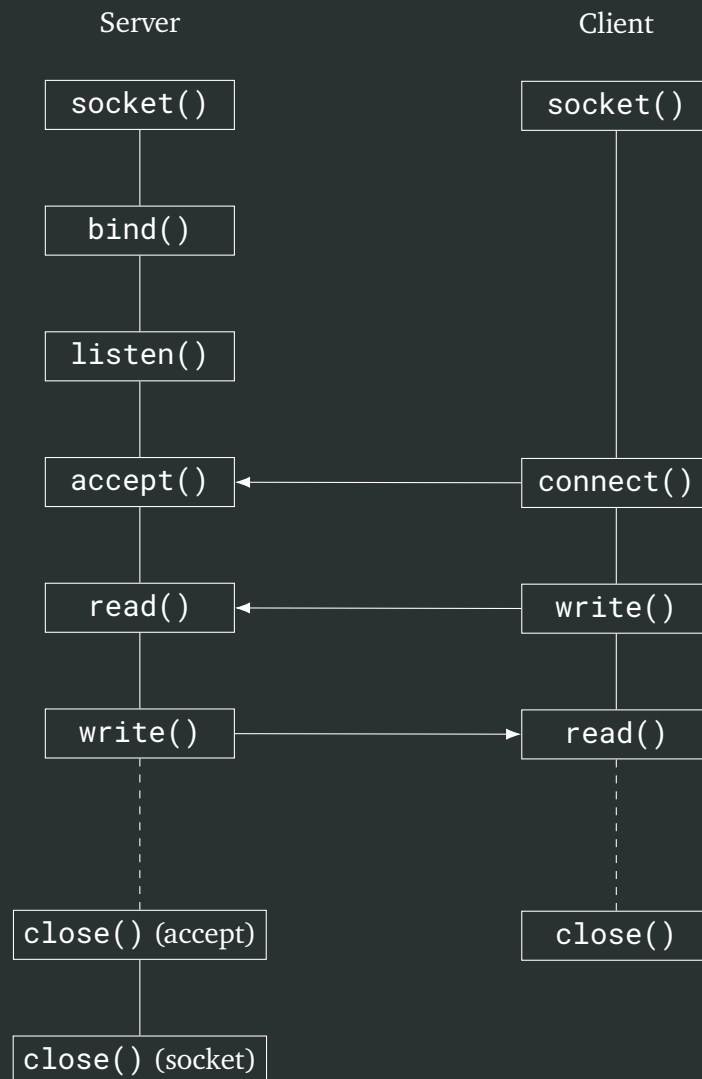 Server
Client
socket()
socket()
bind()
listen()
accept()
connect()
read()
write()
write()
read()
close() (accept)
close()
close() (socket)